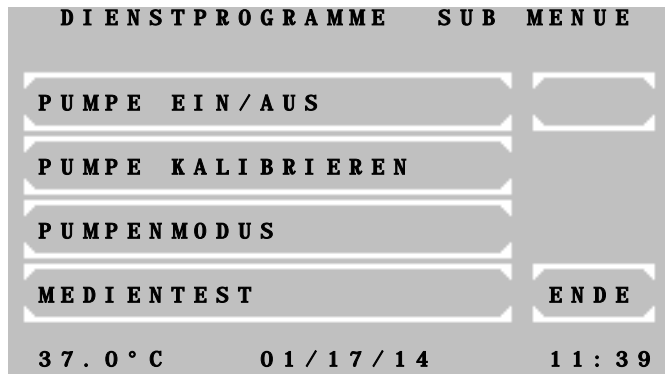 DIENSTPROGRAMME SUB MENUE
PUMPE EIN/AUS
PUMPE KALIBRIEREN
PUMPENMODUS
MEDIENTEST ENDE
37.0°C 01/17/14 11:39